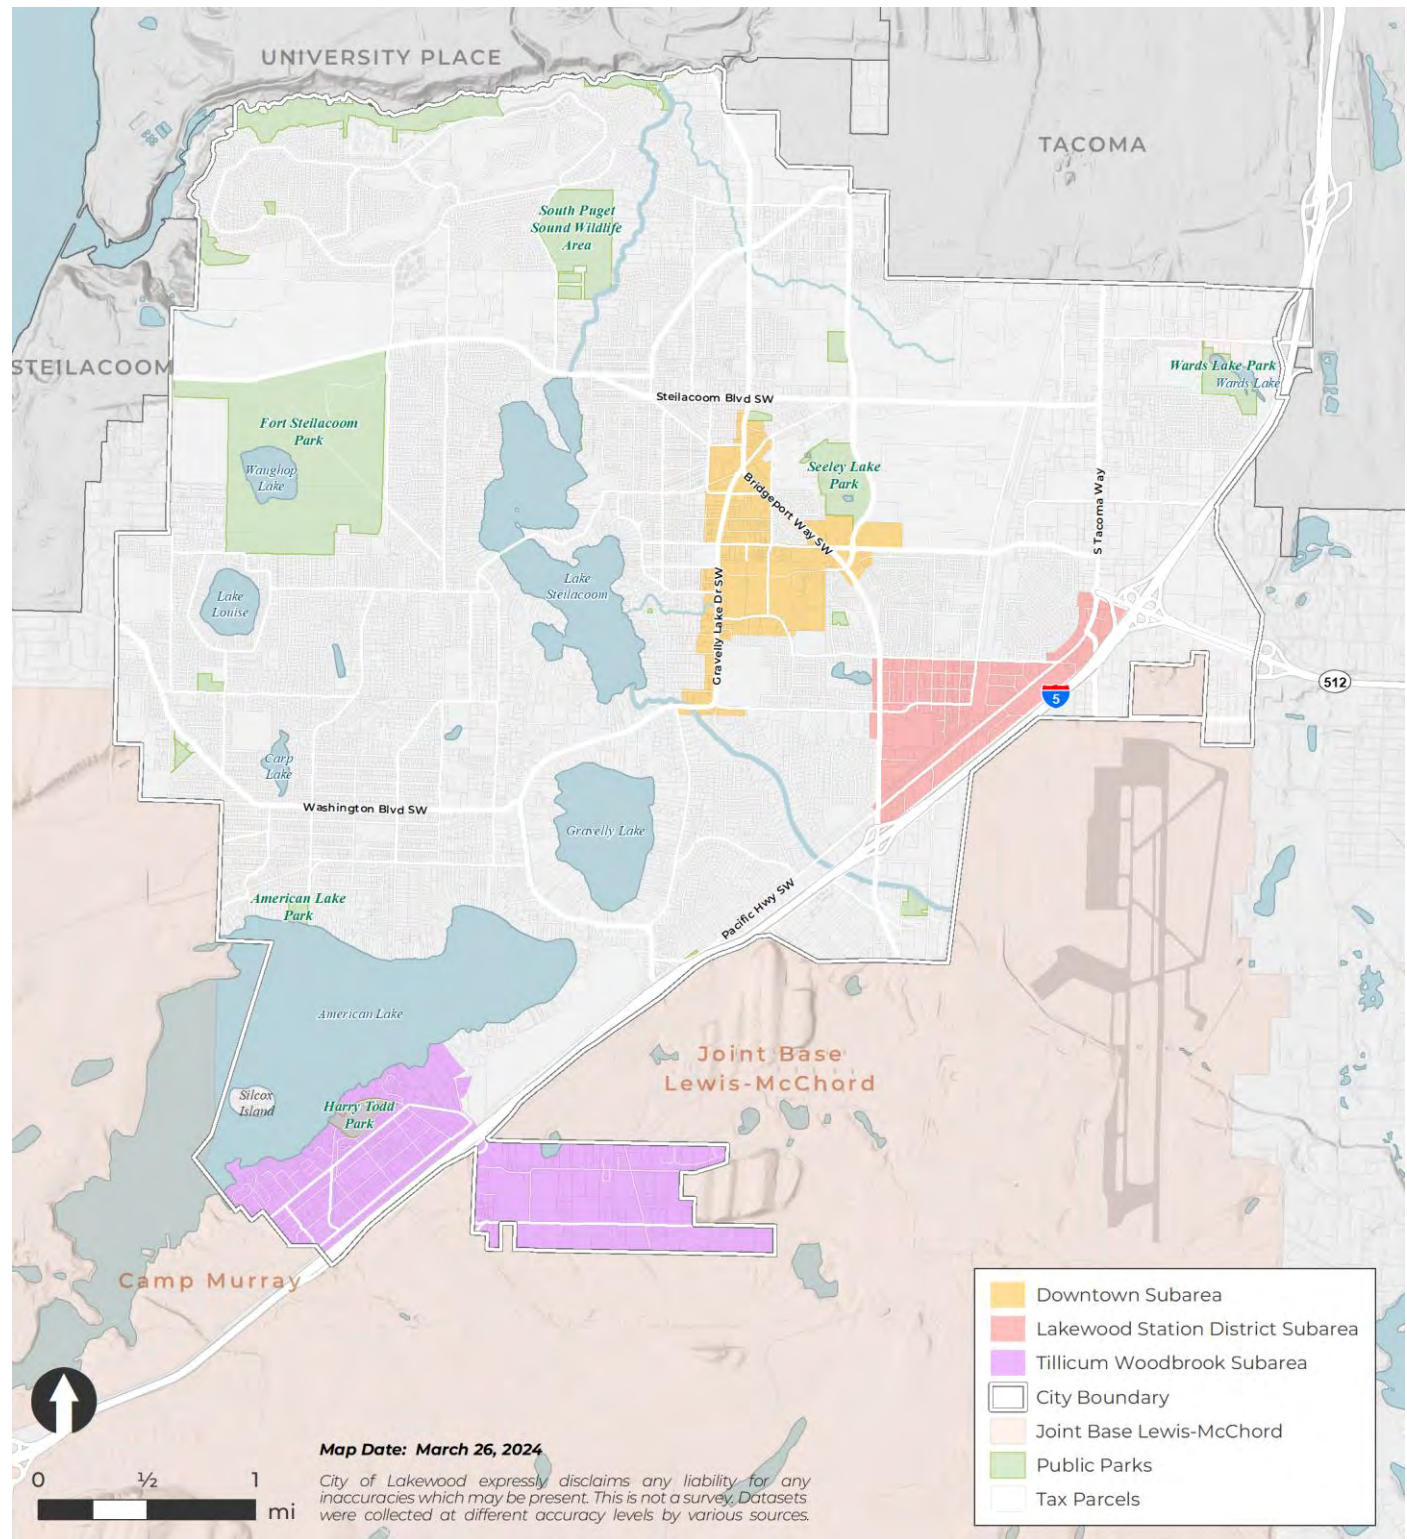 UNIVERSITY PLACE
TACOMA
South Puget
Sound Wildlife
Area
STEILACOOM
Wards Lake Park
Wards Lake
Steilacoom Blvd SW
Fort Steilacoom
Park
Waughop
Lake
Seeley Lake
Park
Bridgeport Way SW
S Tacoma Way
Lake
Louise
Lake
Steilacoom
Gravelly Lake Dr SW
512
5
Carp
Lake
Washington Blvd SW
Gravelly Lake
American Lake
Park
Pacific Hwy SW
American Lake
Joint Base
Lewis-McChord
Silcox
Island
Harry Todd
Park
Camp Murray
Downtown Subarea
Lakewood Station District Subarea
Tillicum Woodbrook Subarea
City Boundary
Joint Base Lewis-McChord
Public Parks
Tax Parcels
Map Date: March 26, 2024
City of Lakewood expressly disclaims any liability for any
inaccuracies which may be present. This is not a survey. Datasets
were collected at different accuracy levels by various sources.
0 ½ 1
mi